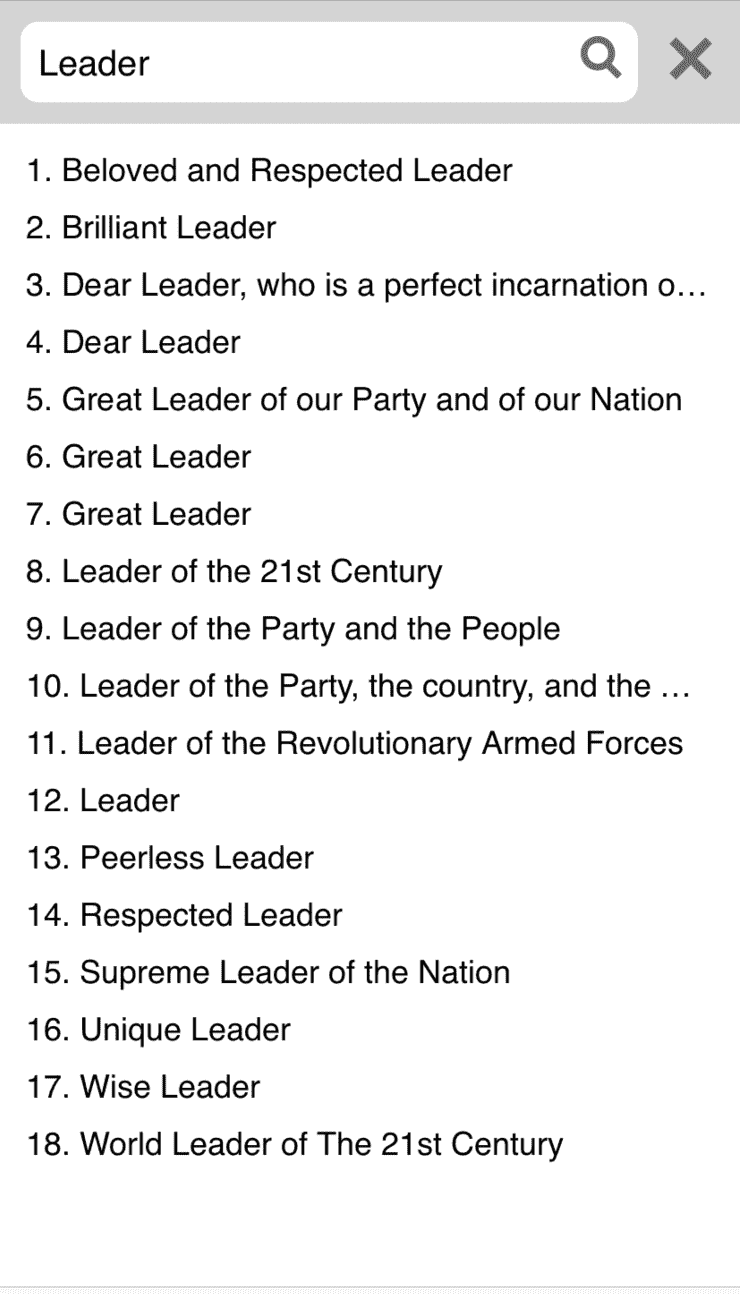 Leader
1. Beloved and Respected Leader
2. Brilliant Leader
3. Dear Leader, who is a perfect incarnation o…
4. Dear Leader
5. Great Leader of our Party and of our Nation
6. Great Leader
7. Great Leader
8. Leader of the 21st Century
9. Leader of the Party and the People
10. Leader of the Party, the country, and the …
11. Leader of the Revolutionary Armed Forces
12. Leader
13. Peerless Leader
14. Respected Leader
15. Supreme Leader of the Nation
16. Unique Leader
17. Wise Leader
18. World Leader of The 21st Century